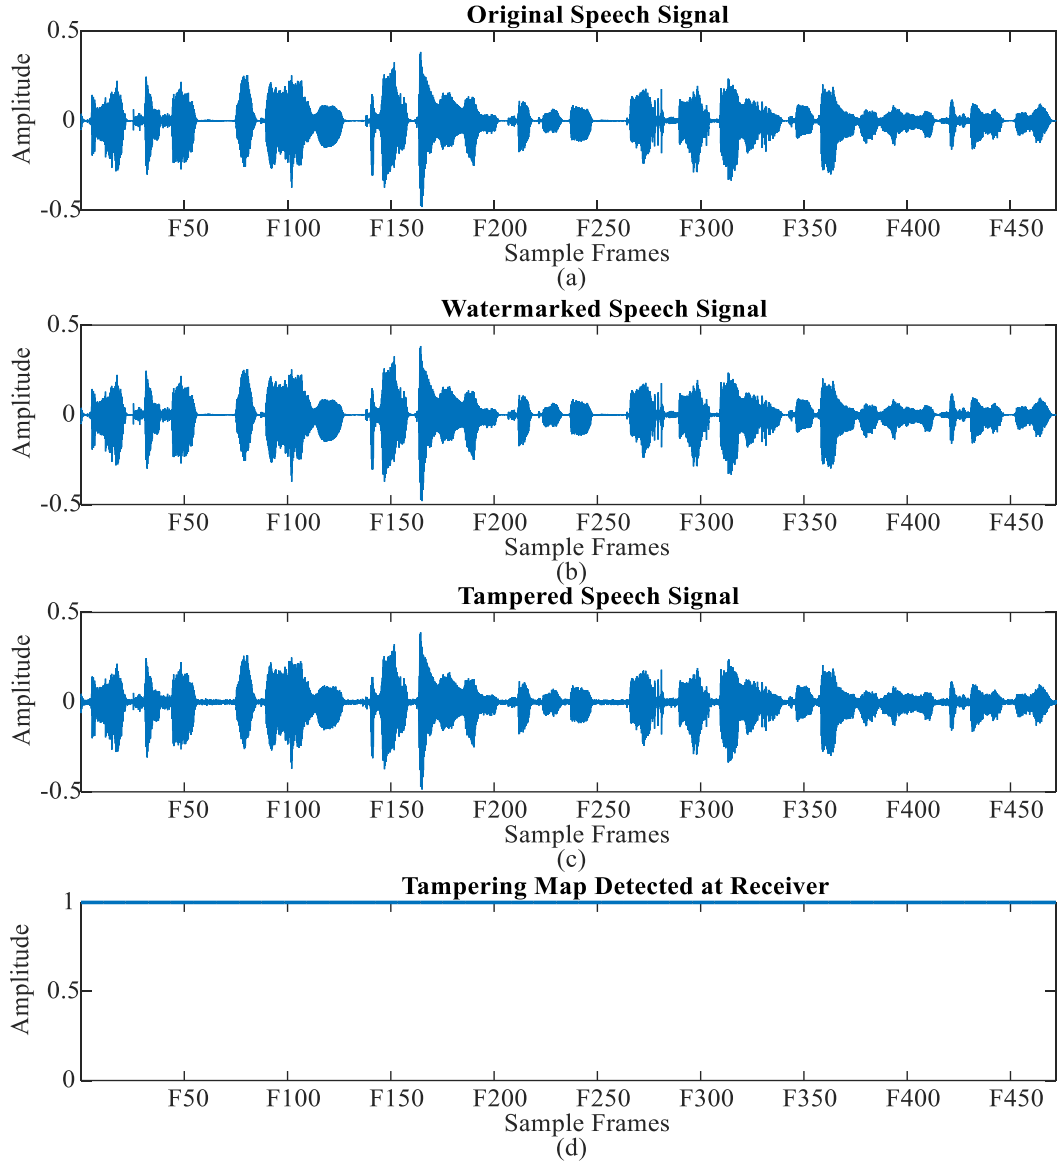 Original Speech Signal
0.5
0
-0.5
Amplitude
F50 F100 F150 F200 F250 F300 F350 F400 F450
Sample Frames
(a)
Watermarked Speech Signal
0.5
0
-0.5
Amplitude
F50 F100 F150 F200 F250 F300 F350 F400 F450
Sample Frames
(b)
Tampered Speech Signal
0.5
0
-0.5
Amplitude
F50 F100 F150 F200 F250 F300 F350 F400 F450
Sample Frames
(c)
Tampering Map Detected at Receiver
1
0.5
0
Amplitude
F50 F100 F150 F200 F250 F300 F350 F400 F450
Sample Frames
(d)